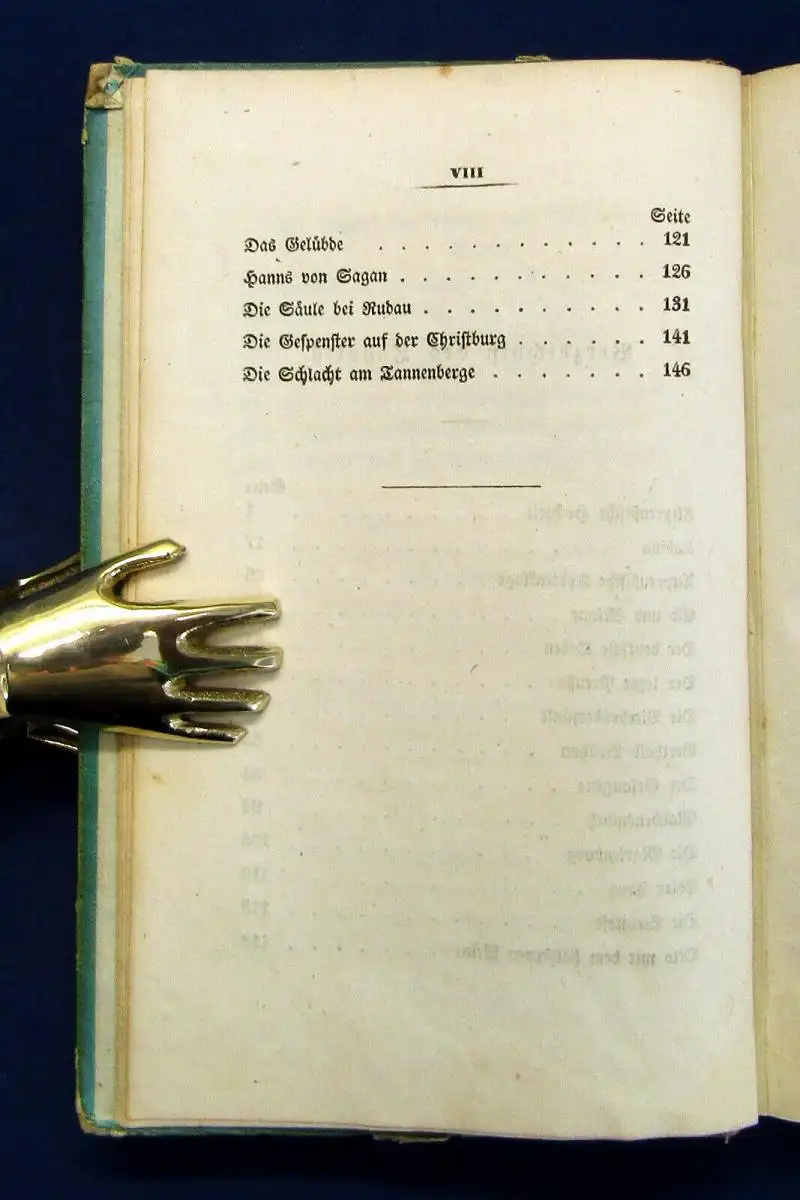 VIII
Seite
Das Gelübde . . . . . . . . . . . . 121
Hanns von Sagan . . . . . . . . . . . 126
Die Säule bei Rudau . . . . . . . . . . 131
Die Gespenster auf der Christburg . . . . . . 141
Die Schlacht am Tannenberge . . . . . . . 146